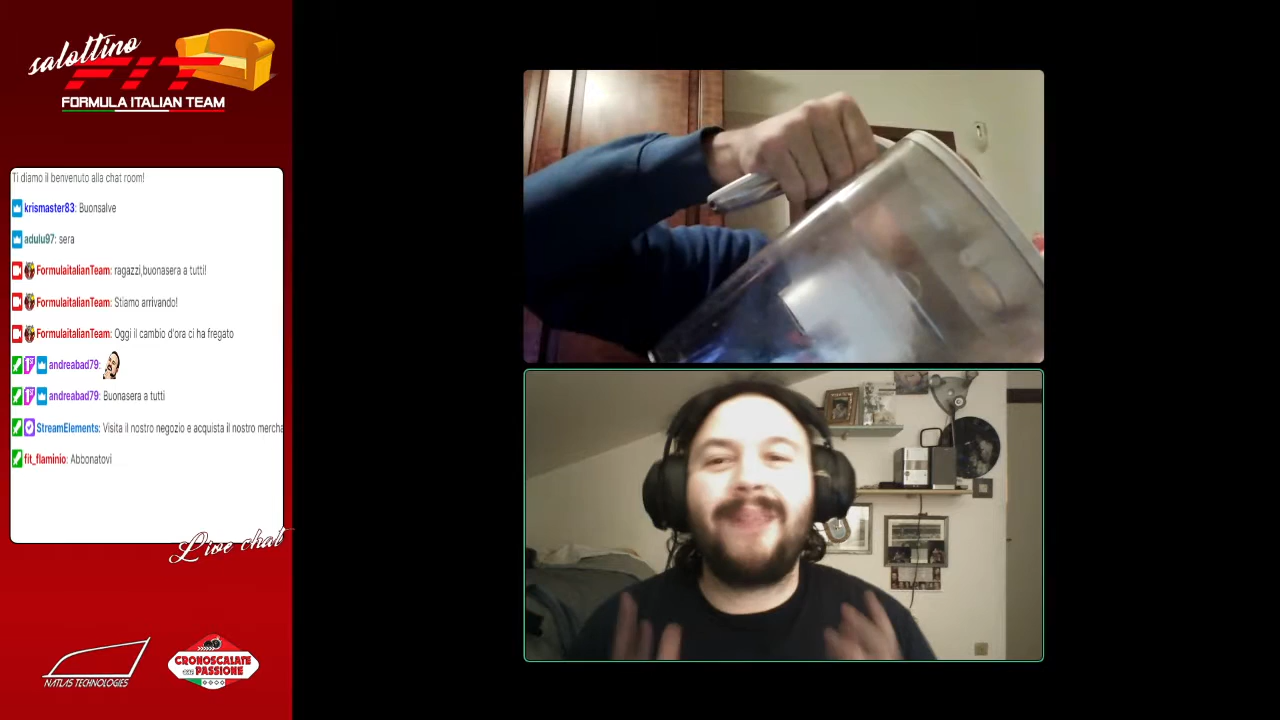 salottino
FIT
FORMULA ITALIAN TEAM
Ti diamo il benvenuto alla chat room!
krismaster83: Buonsalve
adulu97: sera
FormulaitalianTeam: ragazzi,buonasera a tutti!
FormulaitalianTeam: Stiamo arrivando!
FormulaitalianTeam: Oggi il cambio d'ora ci ha fregato
andreabad79:
andreabad79: Buonasera a tutti
StreamElements: Visita il nostro negozio e acquista il nostro mercha
fit_flaminio: Abbonatovi
Live chat
NATLAS TECHNOLOGIES
CRONOSCALATE
PASSIONE